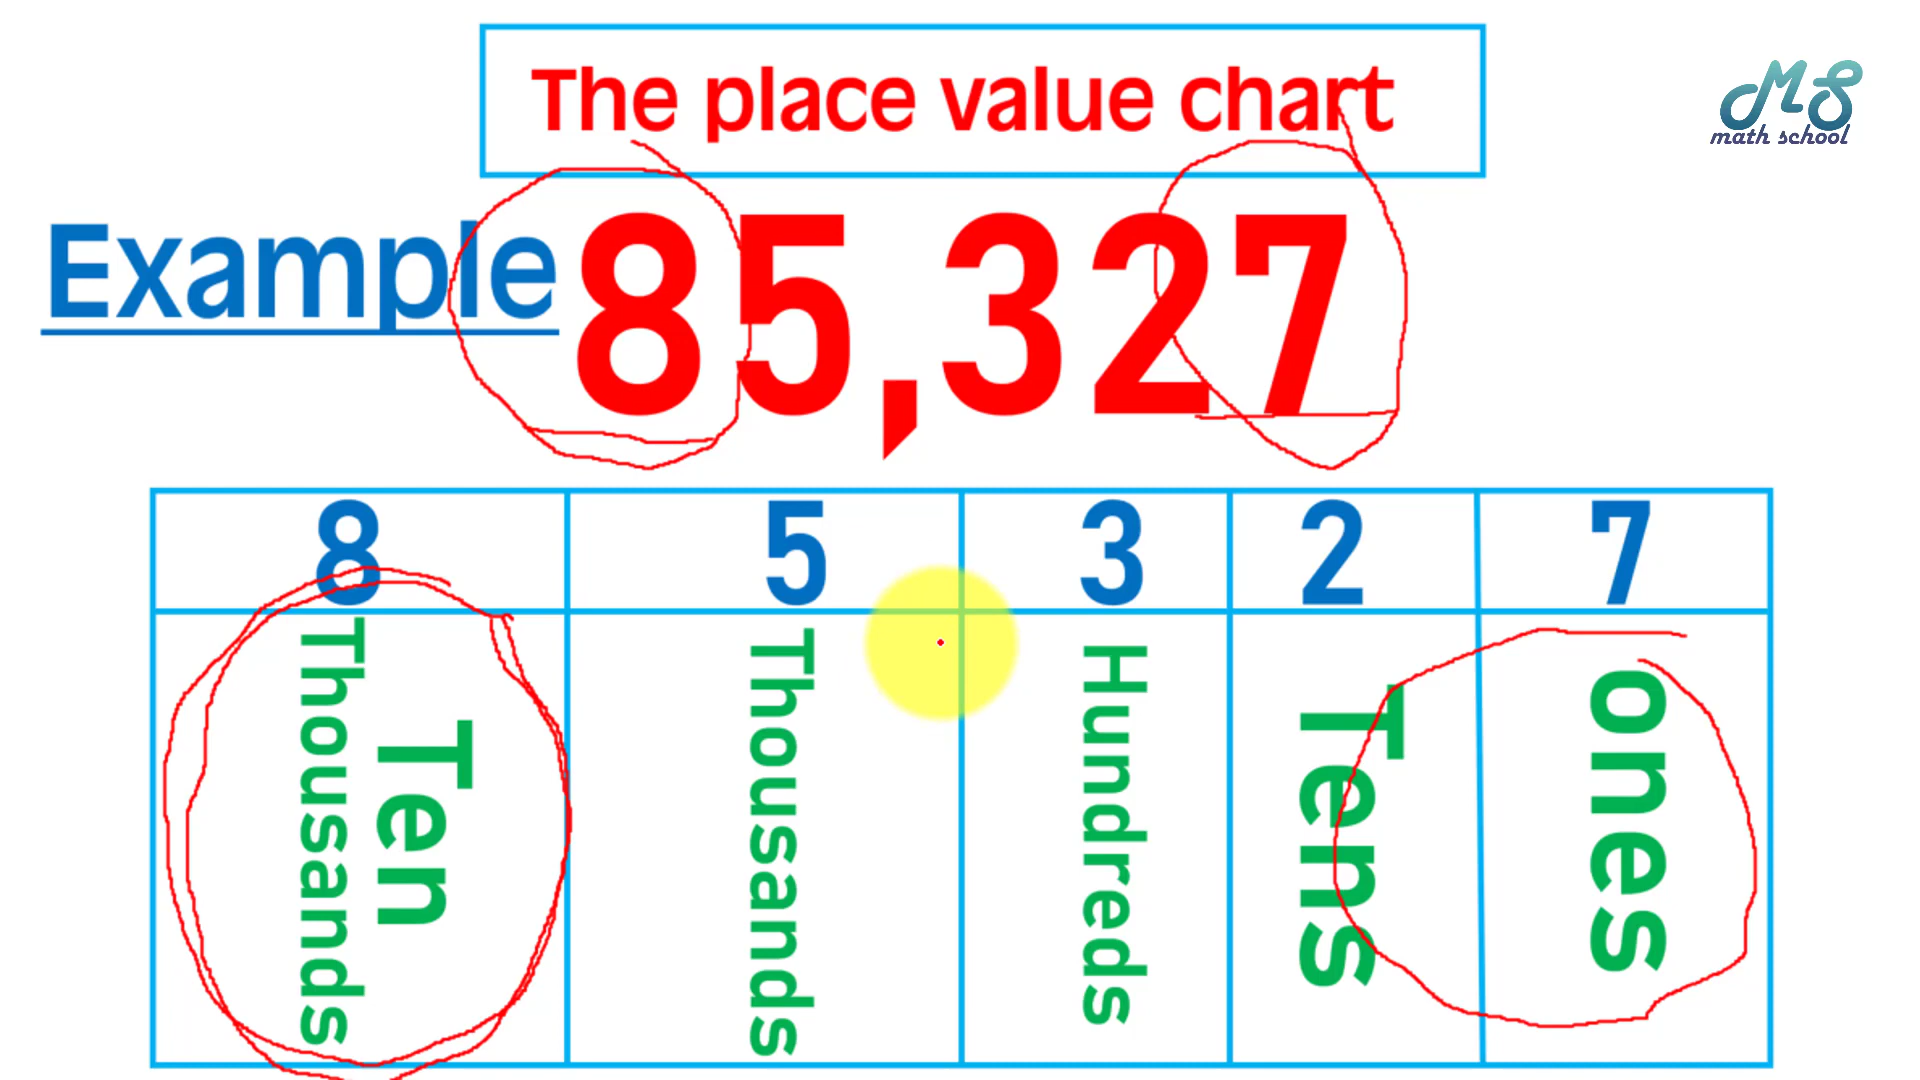 The place value chart
MS
math school
Example 85,327
8 5 3 2 7
Ten Thousands
Thousands
Hundreds
Tens
ones